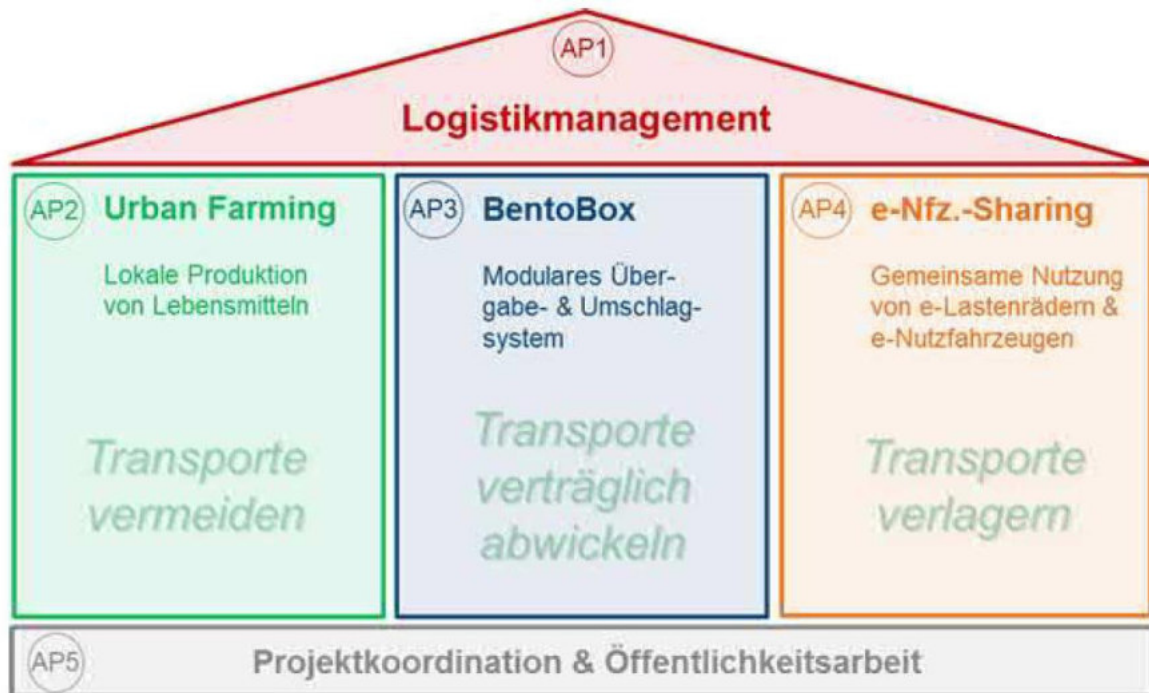 AP1
Logistikmanagement
AP2 Urban Farming
Lokale Produktion
von Lebensmitteln
Transporte
vermeiden
AP3 BentoBox
Modulares Über-
gabe- & Umschlag-
system
Transporte
verträglich
abwickeln
AP4 e-Nfz.-Sharing
Gemeinsame Nutzung
von e-Lastenrädern &
e-Nutzfahrzeugen
Transporte
verlagern
AP5 Projektkoordination & Öffentlichkeitsarbeit